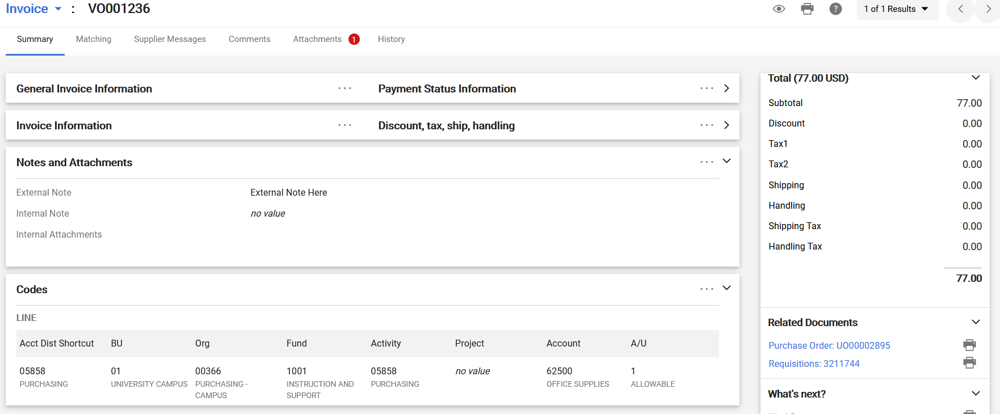 Invoice : VO001236
? 1 of 1 Results
Summary Matching Supplier Messages Comments Attachments 1 History
General Invoice Information ... Payment Status Information ...
Invoice Information ... Discount, tax, ship, handling ...
Notes and Attachments ...
External Note External Note Here
Internal Note no value
Internal Attachments
Codes ...
LINE
Acct Dist Shortcut BU Org Fund Activity Project Account A/U
05858 01 00366 1001 05858 no value 62500 1
PURCHASING UNIVERSITY CAMPUS PURCHASING - INSTRUCTION AND PURCHASING OFFICE SUPPLIES ALLOWABLE
CAMPUS SUPPORT
Total (77.00 USD)
Subtotal 77.00
Discount 0.00
Tax1 0.00
Tax2 0.00
Shipping 0.00
Handling 0.00
Shipping Tax 0.00
Handling Tax 0.00
77.00
Related Documents
Purchase Order: UO00002895
Requisitions: 3211744
What's next?